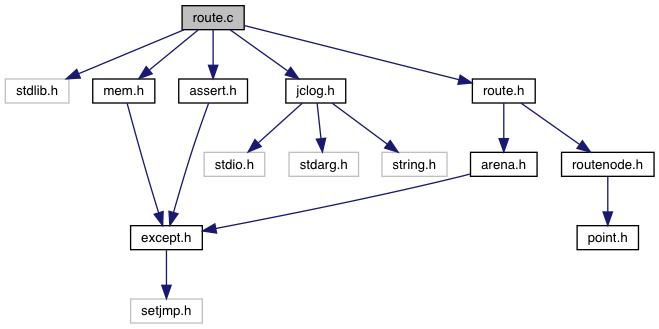 route.c
stdlib.h
mem.h
assert.h
jclog.h
route.h
stdio.h
stdarg.h
string.h
arena.h
routenode.h
except.h
point.h
setjmp.h